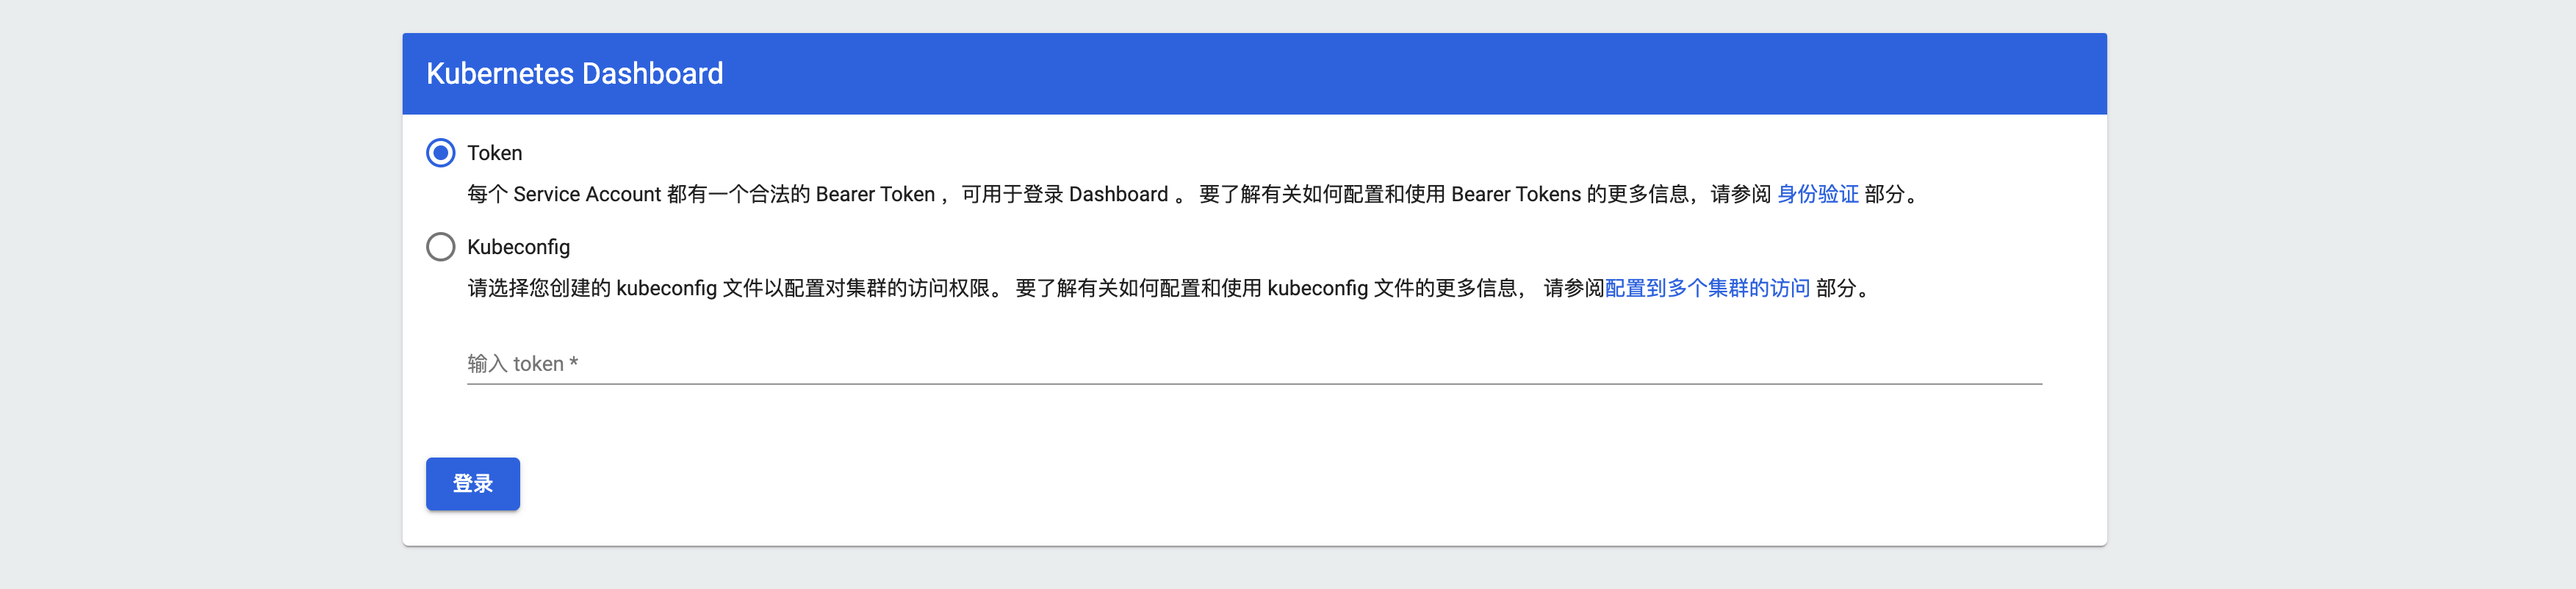 Kubernetes Dashboard
Token
每个 Service Account 都有一个合法的 Bearer Token ，可用于登录 Dashboard 。 要了解有关如何配置和使用 Bearer Tokens 的更多信息，请参阅 身份验证 部分。
Kubeconfig
请选择您创建的 kubeconfig 文件以配置对集群的访问权限。 要了解有关如何配置和使用 kubeconfig 文件的更多信息， 请参阅配置到多个集群的访问 部分。
输入 token *
登录